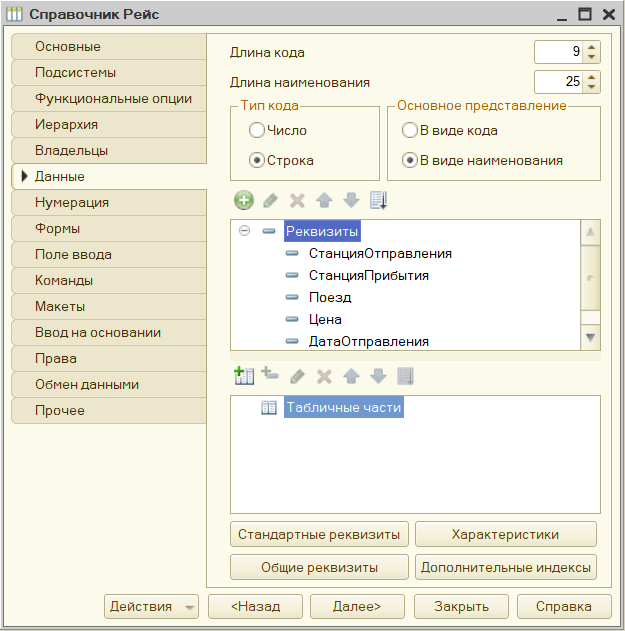 Справочник Рейс
Основные
Подсистемы
Функциональные опции
Иерархия
Владельцы
Данные
Нумерация
Формы
Поле ввода
Команды
Макеты
Ввод на основании
Права
Обмен данными
Прочее
Длина кода 9
Длина наименования 25
Тип кода
Число
Строка
Основное представление
В виде кода
В виде наименования
Реквизиты
СтанцияОтправления
СтанцияПрибытия
Поезд
Цена
ДатаОтправления
Табличные части
Стандартные реквизиты Характеристики
Общие реквизиты Дополнительные индексы
Действия <Назад Далее> Закрыть Справка